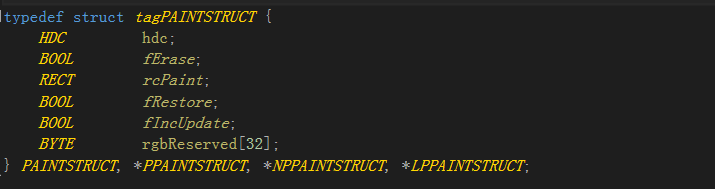 typedef struct tagPAINTSTRUCT {
    HDC         hdc;
    BOOL        fErase;
    RECT        rcPaint;
    BOOL        fRestore;
    BOOL        fIncUpdate;
    BYTE        rgbReserved[32];
} PAINTSTRUCT, *PPAINTSTRUCT, *NPPAINTSTRUCT, *LPPAINTSTRUCT;